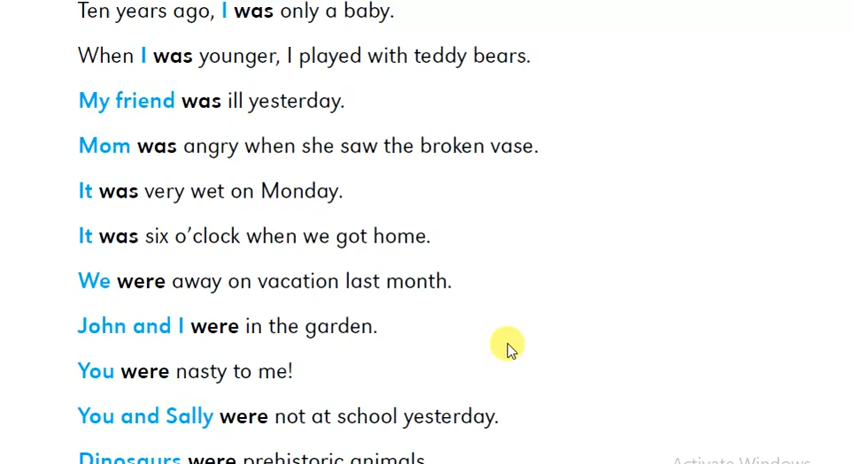 Ten years ago, I was only a baby.
When I was younger, I played with teddy bears.
My friend was ill yesterday.
Mom was angry when she saw the broken vase.
It was very wet on Monday.
It was six o’clock when we got home.
We were away on vacation last month.
John and I were in the garden.
You were nasty to me!
You and Sally were not at school yesterday.
Dinosaurs were prehistoric animals
Activate Windows